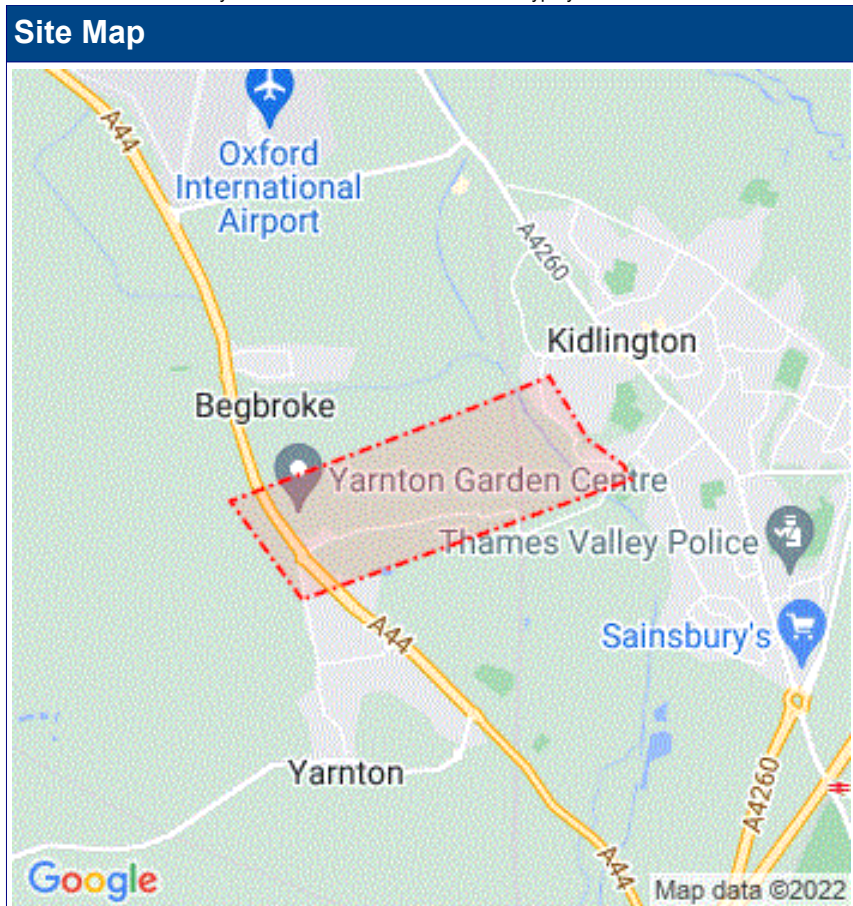 Site Map
A44
Oxford
International
Airport
A4260
Kidlington
Begbroke
Yarnton Garden Centre
Thames Valley Police
A44
Sainsbury's
Yarnton
A4260
A44
Google
Map data ©2022